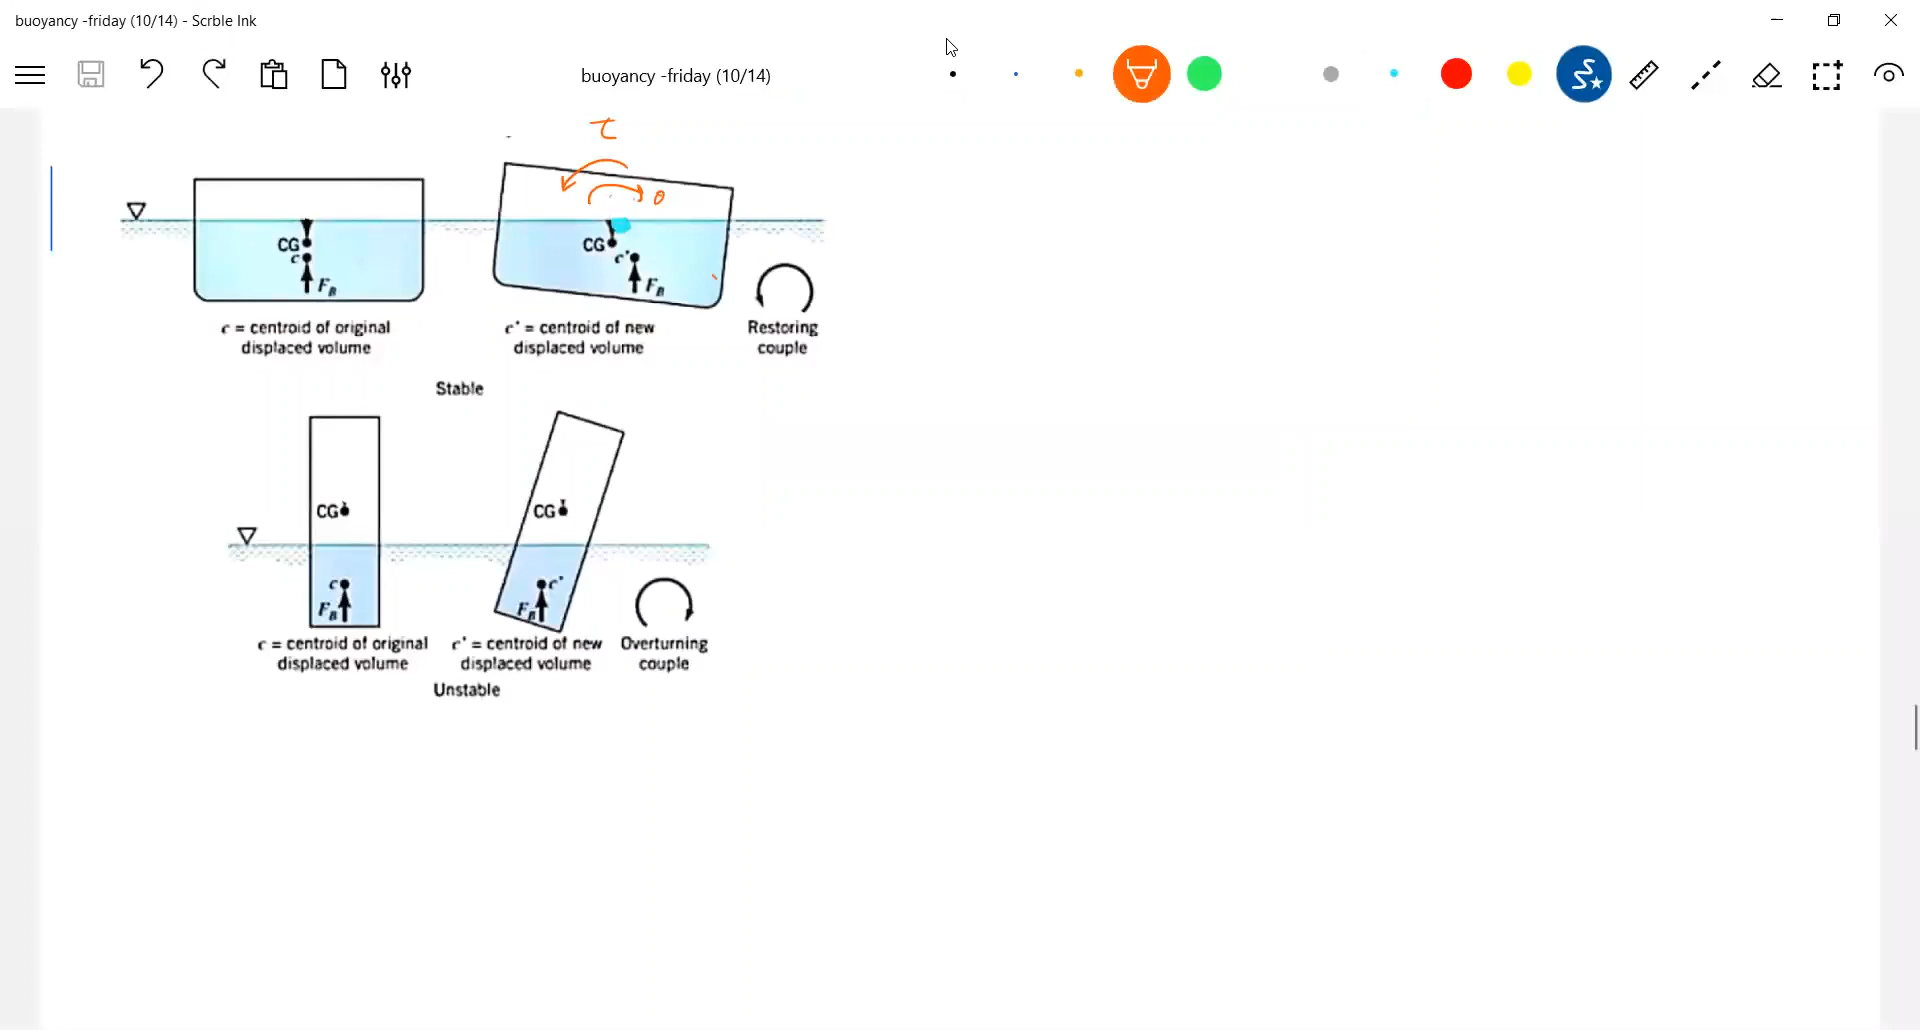 buoyancy -friday (10/14) - Scrble Ink
buoyancy -friday (10/14)
τ
θ
CG
c
F_B
CG
c'
F_B
c = centroid of original
displaced volume
c' = centroid of new
displaced volume
Restoring
couple
Stable
CG
CG
c
F_B
c'
F_B
c = centroid of original
displaced volume
c' = centroid of new
displaced volume
Overturning
couple
Unstable